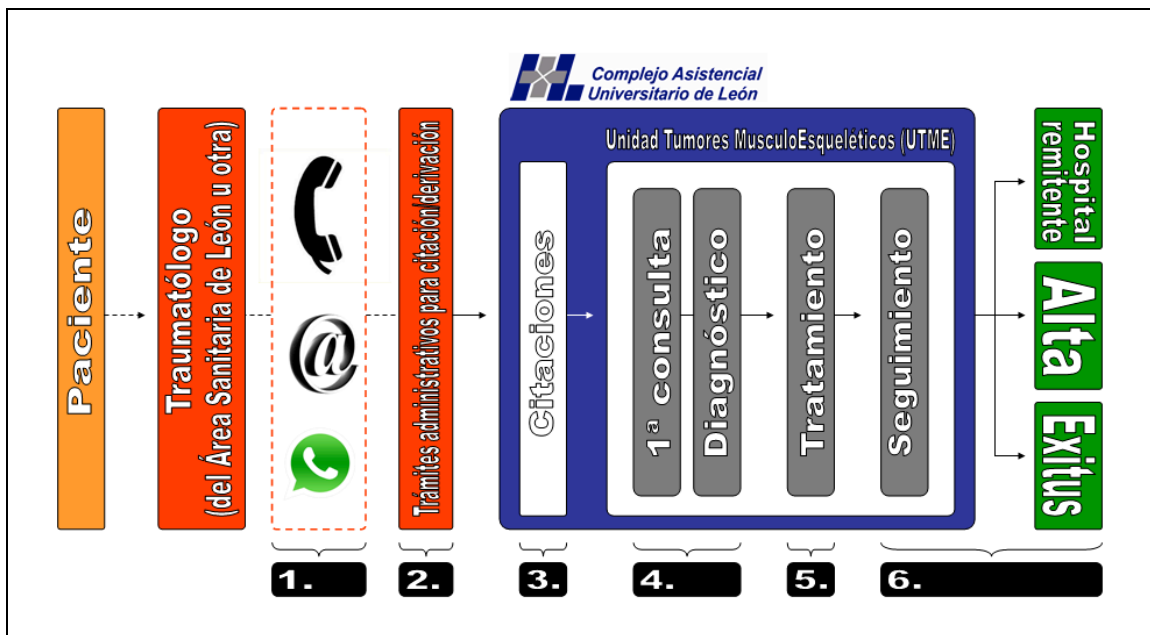 Complejo Asistencial
Universitario de León
Paciente
Traumatólogo
(del Área Sanitaria de León u otra)
@
Trámites administrativos para citación/derivación
Unidad Tumores MusculoEsqueléticos (UTME)
Citaciones
1ª consulta
Diagnóstico
Tratamiento
Seguimiento
Hospital
remitente
Alta
Exitus
1.
2.
3.
4.
5.
6.